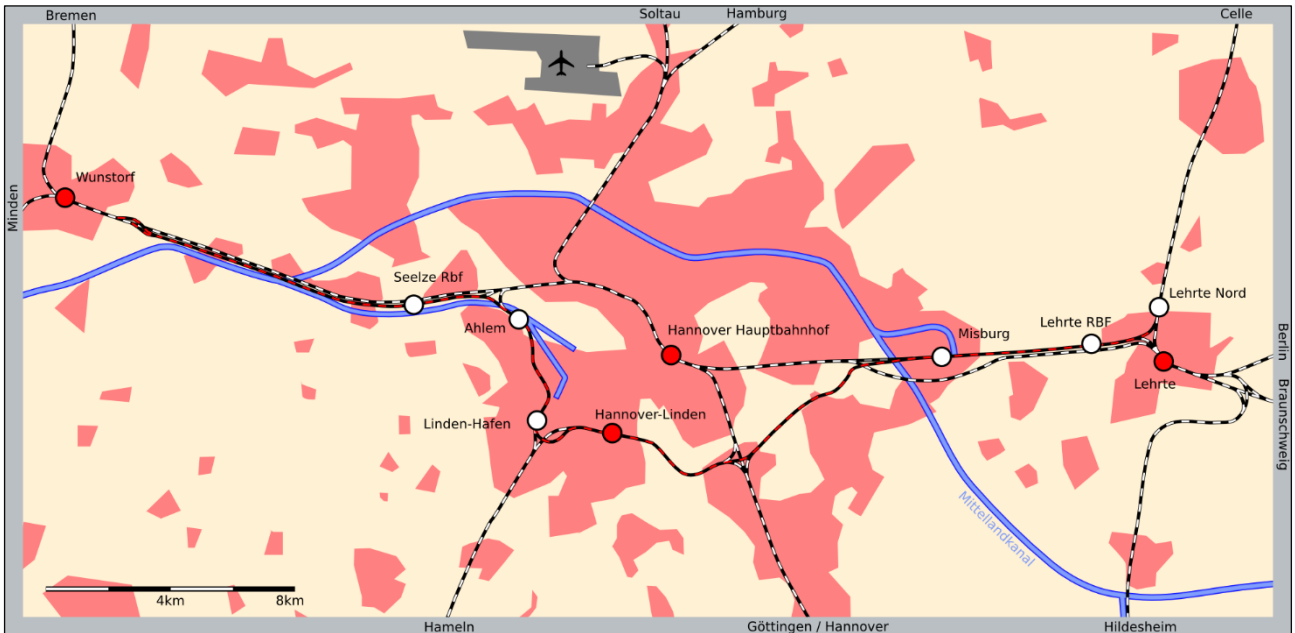 Bremen
Soltau
Hamburg
Celle
Minden
Wunstorf
Seelze Rbf
Ahlem
Hannover Hauptbahnhof
Misburg
Lehrte RBF
Lehrte Nord
Berlin
Lehrte
Braunschweig
Linden-Hafen
Hannover-Linden
Mittellandkanal
4km
8km
Hameln
Göttingen / Hannover
Hildesheim